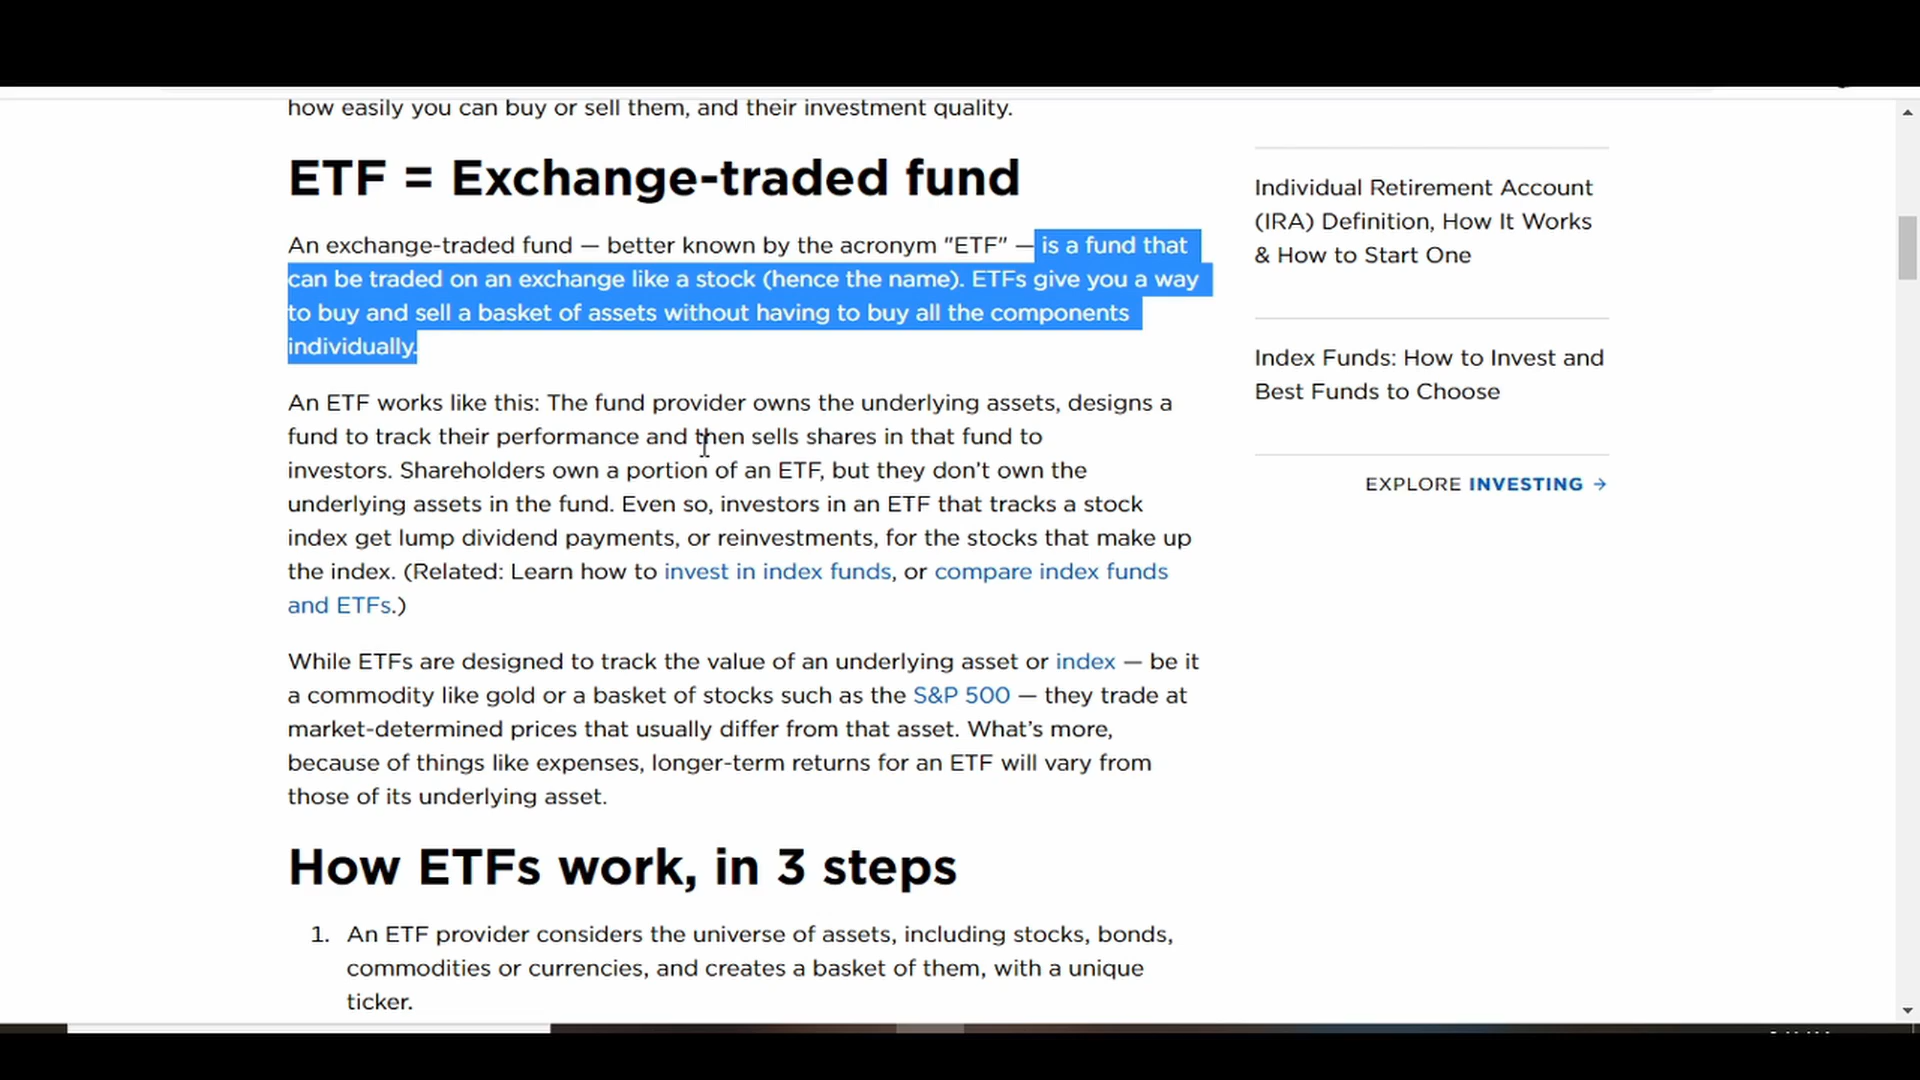 how easily you can buy or sell them, and their investment quality.
ETF = Exchange-traded fund
An exchange-traded fund — better known by the acronym "ETF" — is a fund that
can be traded on an exchange like a stock (hence the name). ETFs give you a way
to buy and sell a basket of assets without having to buy all the components
individually.
An ETF works like this: The fund provider owns the underlying assets, designs a
fund to track their performance and then sells shares in that fund to
investors. Shareholders own a portion of an ETF, but they don’t own the
underlying assets in the fund. Even so, investors in an ETF that tracks a stock
index get lump dividend payments, or reinvestments, for the stocks that make up
the index. (Related: Learn how to invest in index funds, or compare index funds
and ETFs.)
While ETFs are designed to track the value of an underlying asset or index — be it
a commodity like gold or a basket of stocks such as the S&P 500 — they trade at
market-determined prices that usually differ from that asset. What’s more,
because of things like expenses, longer-term returns for an ETF will vary from
those of its underlying asset.
How ETFs work, in 3 steps
1. An ETF provider considers the universe of assets, including stocks, bonds,
commodities or currencies, and creates a basket of them, with a unique
ticker.
Individual Retirement Account
(IRA) Definition, How It Works
& How to Start One
Index Funds: How to Invest and
Best Funds to Choose
EXPLORE INVESTING →